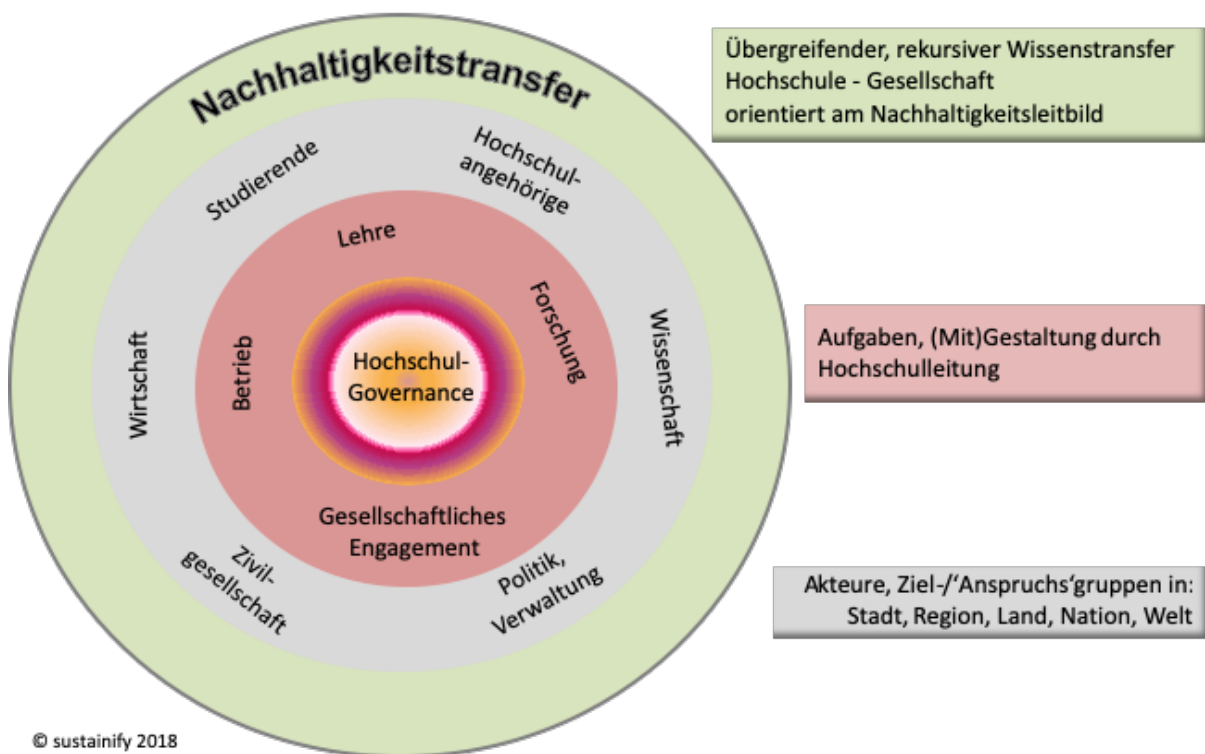 Nachhaltigkeitstransfer
Studierende
Hochschul-
angehörige
Lehre
Forschung
Wirtschaft
Betrieb
Hochschul-
Governance
Wissenschaft
Gesellschaftliches
Engagement
Zivil-
gesellschaft
Politik,
Verwaltung
Übergreifender, rekursiver Wissenstransfer
Hochschule - Gesellschaft
orientiert am Nachhaltigkeitsleitbild
Aufgaben, (Mit)Gestaltung durch
Hochschulleitung
Akteure, Ziel-/‘Anspruchs‘gruppen in:
Stadt, Region, Land, Nation, Welt
© sustainify 2018